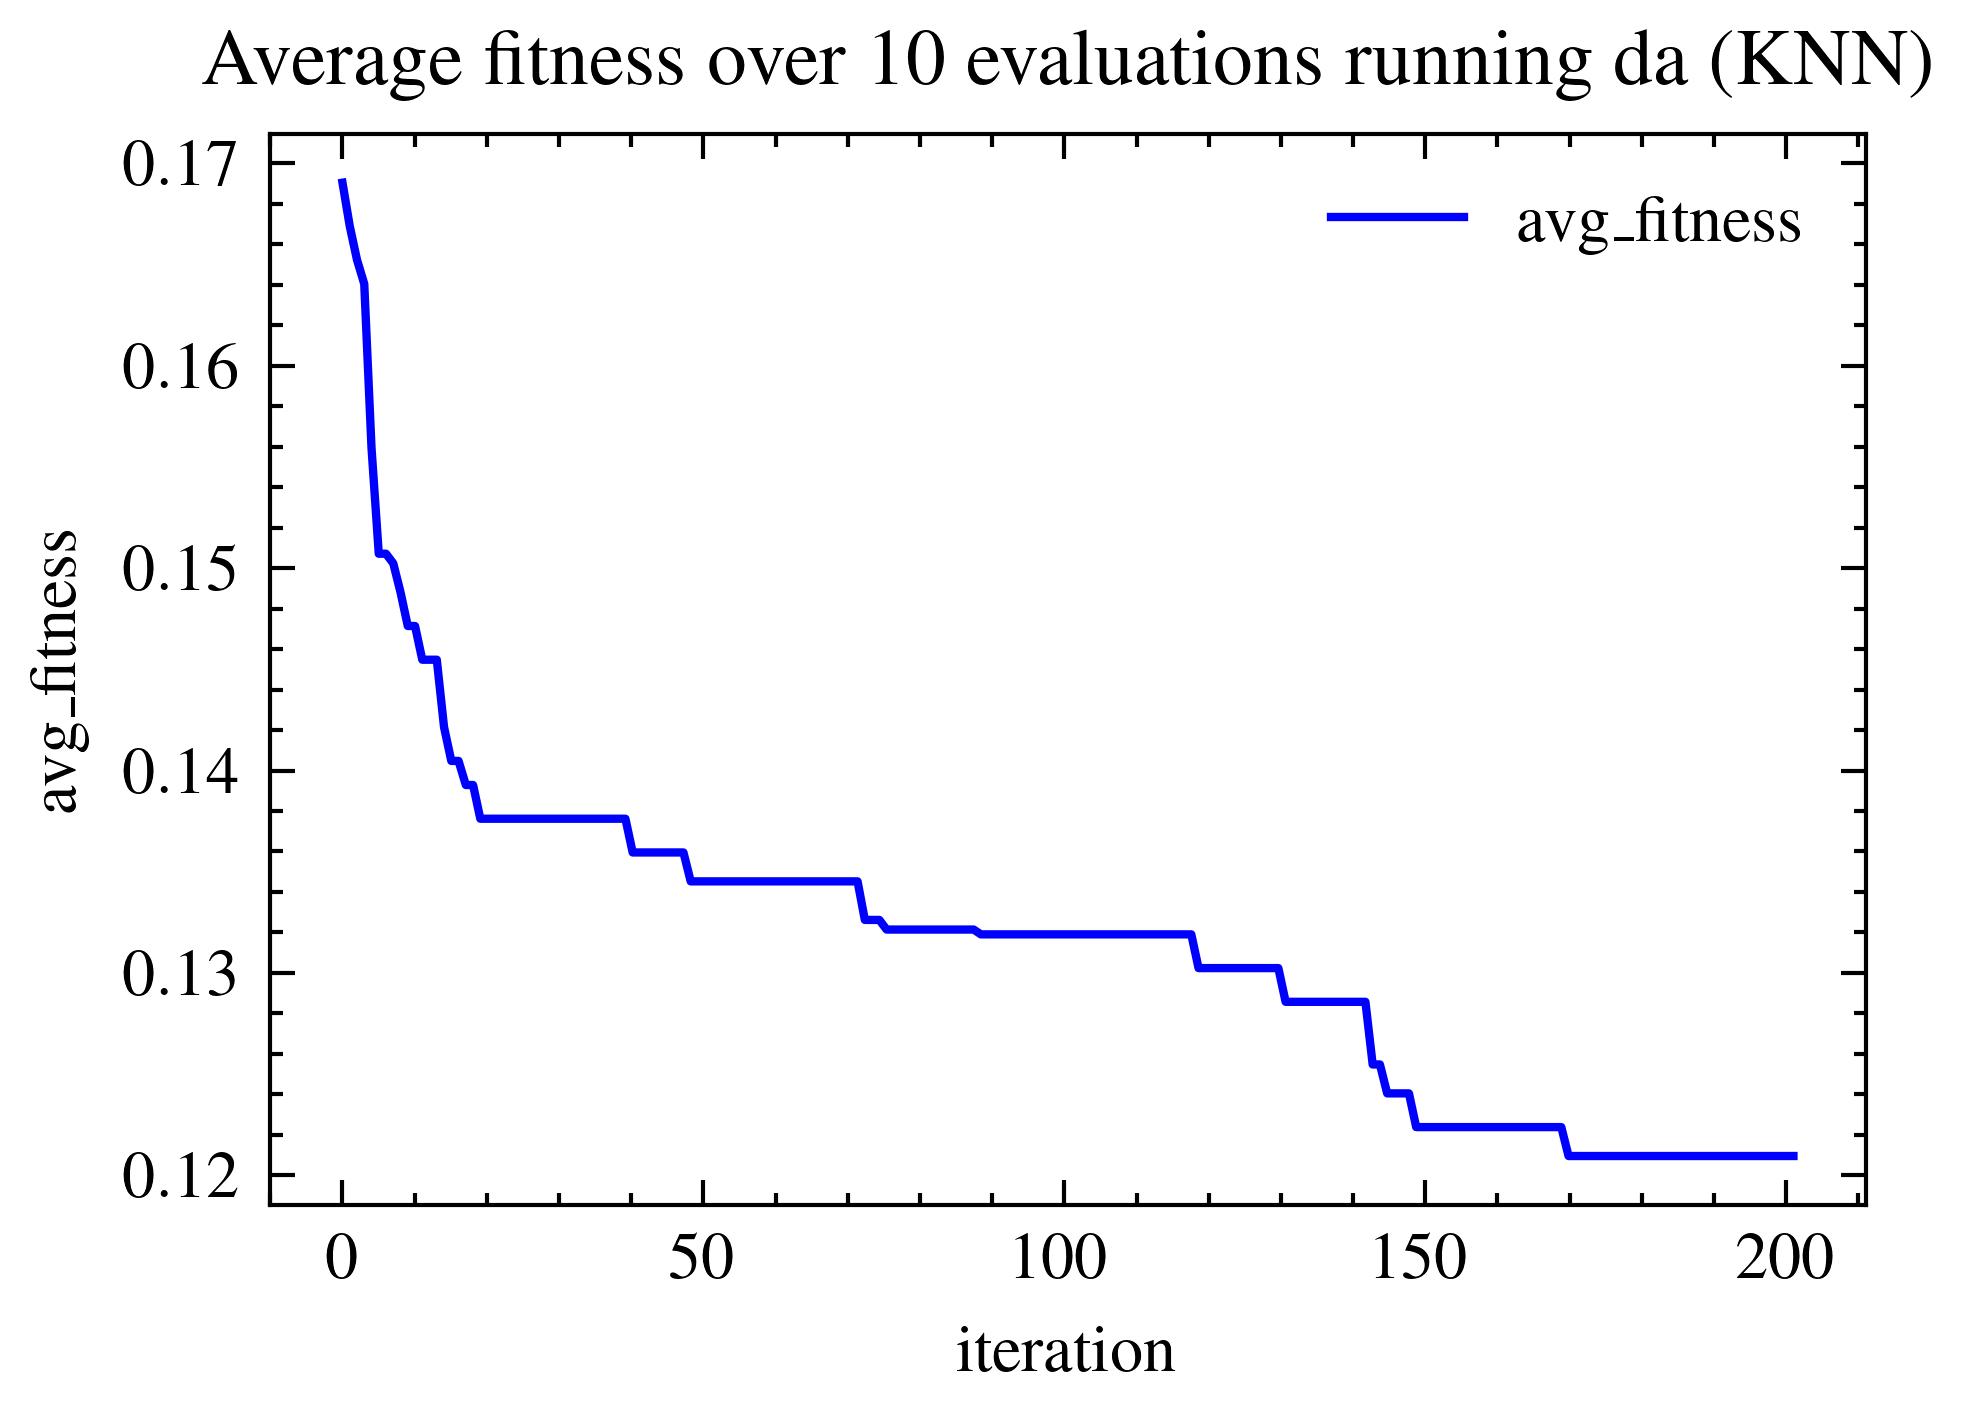 Average fitness over 10 evaluations running da (KNN)
avg_fitness
0.17
0.16
0.15
0.14
0.13
0.12
avg_fitness
0 50 100 150 200
iteration